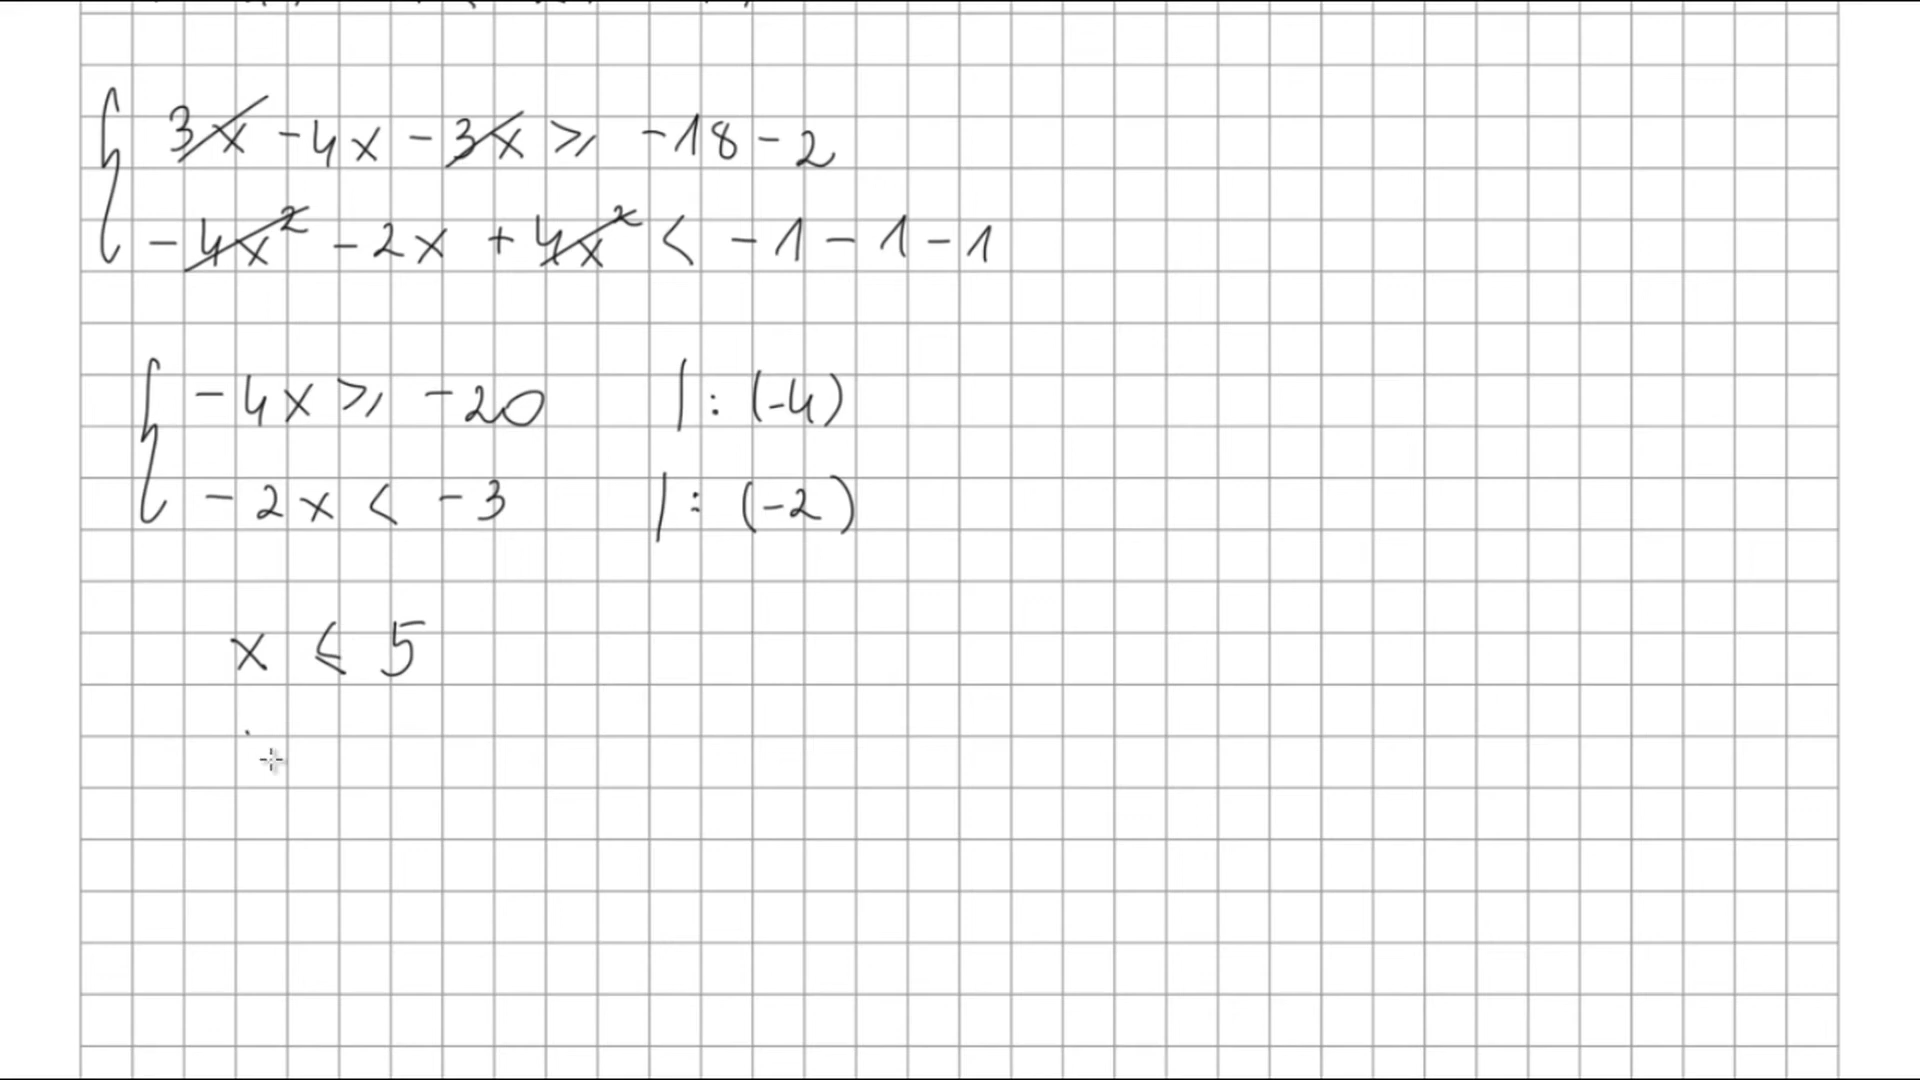 3x - 4x - 3x ⩾ -18 - 2
-4x² - 2x + 4x² < -1 - 1 - 1
-4x ⩾ -20 | : (-4)
-2x < -3 | : (-2)
x ⩽ 5